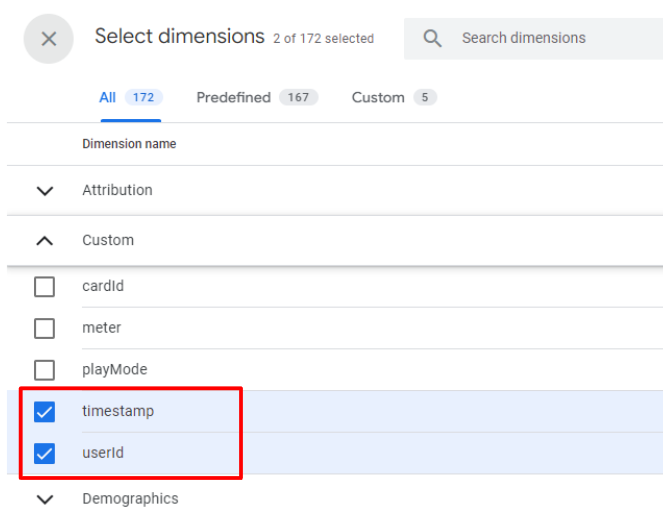 Select dimensions 2 of 172 selected Search dimensions
All 172 Predefined 167 Custom 5
Dimension name
Attribution
Custom
cardId
meter
playMode
timestamp
userId
Demographics